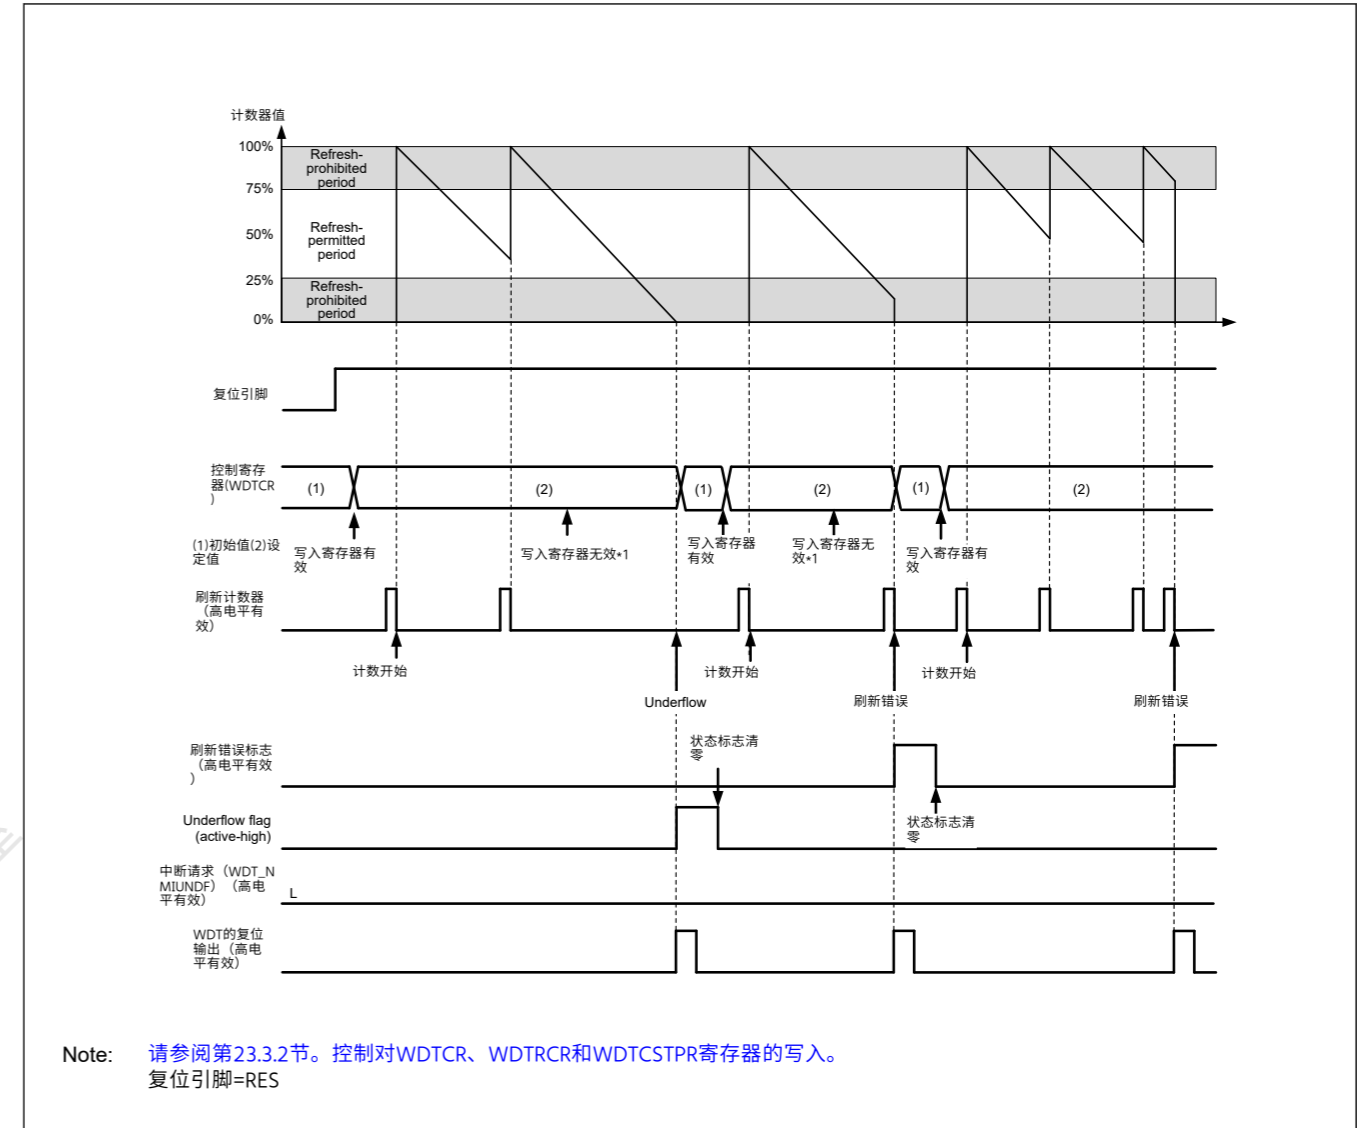 计数器值
100%
Refresh-
prohibited
period
75%
Refresh-
permitted
period
50%
25%
Refresh-
prohibited
period
0%
复位引脚
控制寄存
器(WDTCR
)
(1)
(2)
(1)
(2)
(1)
(2)
(1)初始值(2)设
定值
写入寄存器有
效
写入寄存器无效*1
写入寄存器
有效
写入寄存器无
效*1
写入寄存器有
效
刷新计数器
（高电平有
效）
计数开始
计数开始
计数开始
Underflow
刷新错误
刷新错误
刷新错误标志
（高电平有效
）
状态标志清
零
Underflow flag
(active-high)
状态标志清
零
中断请求（WDT_N
MIUNDF）（高电
平有效）
L
WDT的复位
输出（高电
平有效）
Note: 请参阅第23.3.2节。控制对WDTCR、WDTRCR和WDTCSTPR寄存器的写入。
复位引脚=RES